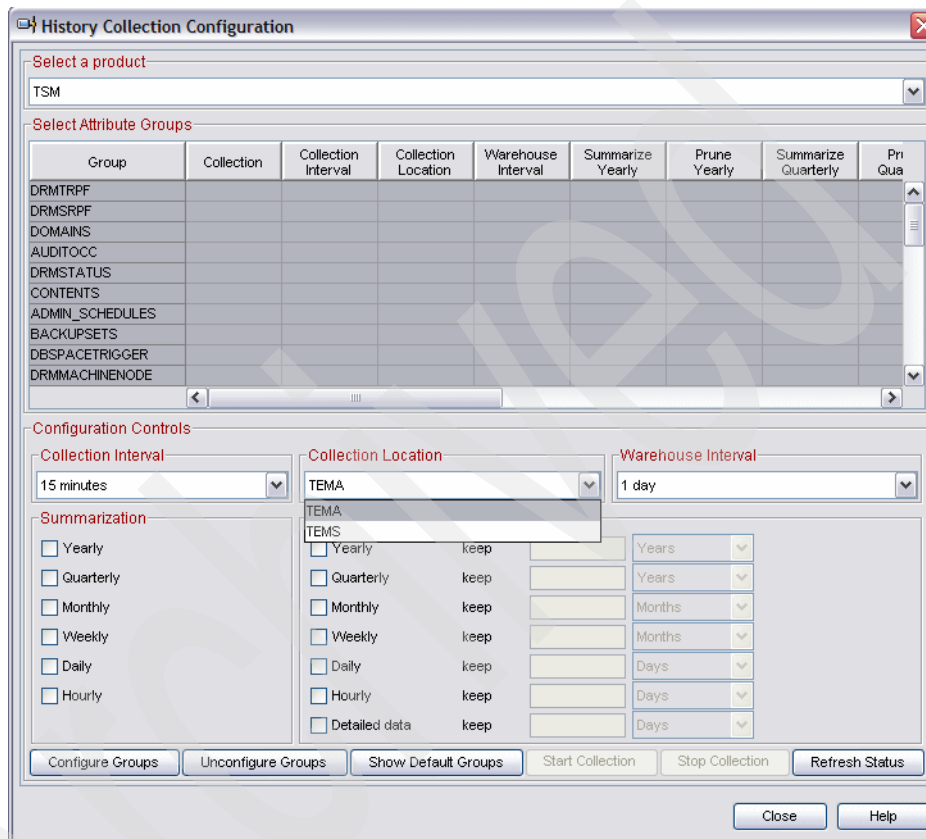 History Collection Configuration
Select a product
TSM
Select Attribute Groups
Group Collection Collection Interval Collection Location Warehouse Interval Summarize Yearly Prune Yearly Summarize Quarterly Pru Qua
DRMTRPF
DRMSRPF
DOMAINS
AUDITOCC
DRMSTATUS
CONTENTS
ADMIN_SCHEDULES
BACKUPSETS
DBSPACETRIGGER
DRMMACHINENODE
Configuration Controls
Collection Interval Collection Location Warehouse Interval
15 minutes TEMA 1 day
TEMA
TEMS
Summarization
Yearly Yearly keep Years
Quarterly Quarterly keep Years
Monthly Monthly keep Months
Weekly Weekly keep Months
Daily Daily keep Days
Hourly Hourly keep Days
Detailed data keep Days
Configure Groups Unconfigure Groups Show Default Groups Start Collection Stop Collection Refresh Status
Close Help